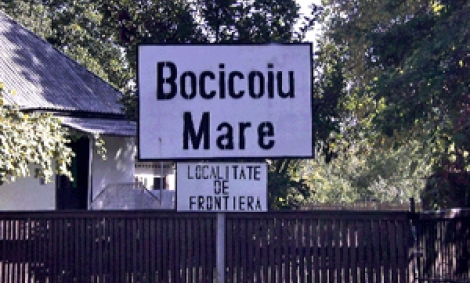 Bocicoiu
Mare
LOCALITATE
DE
FRONTIERA